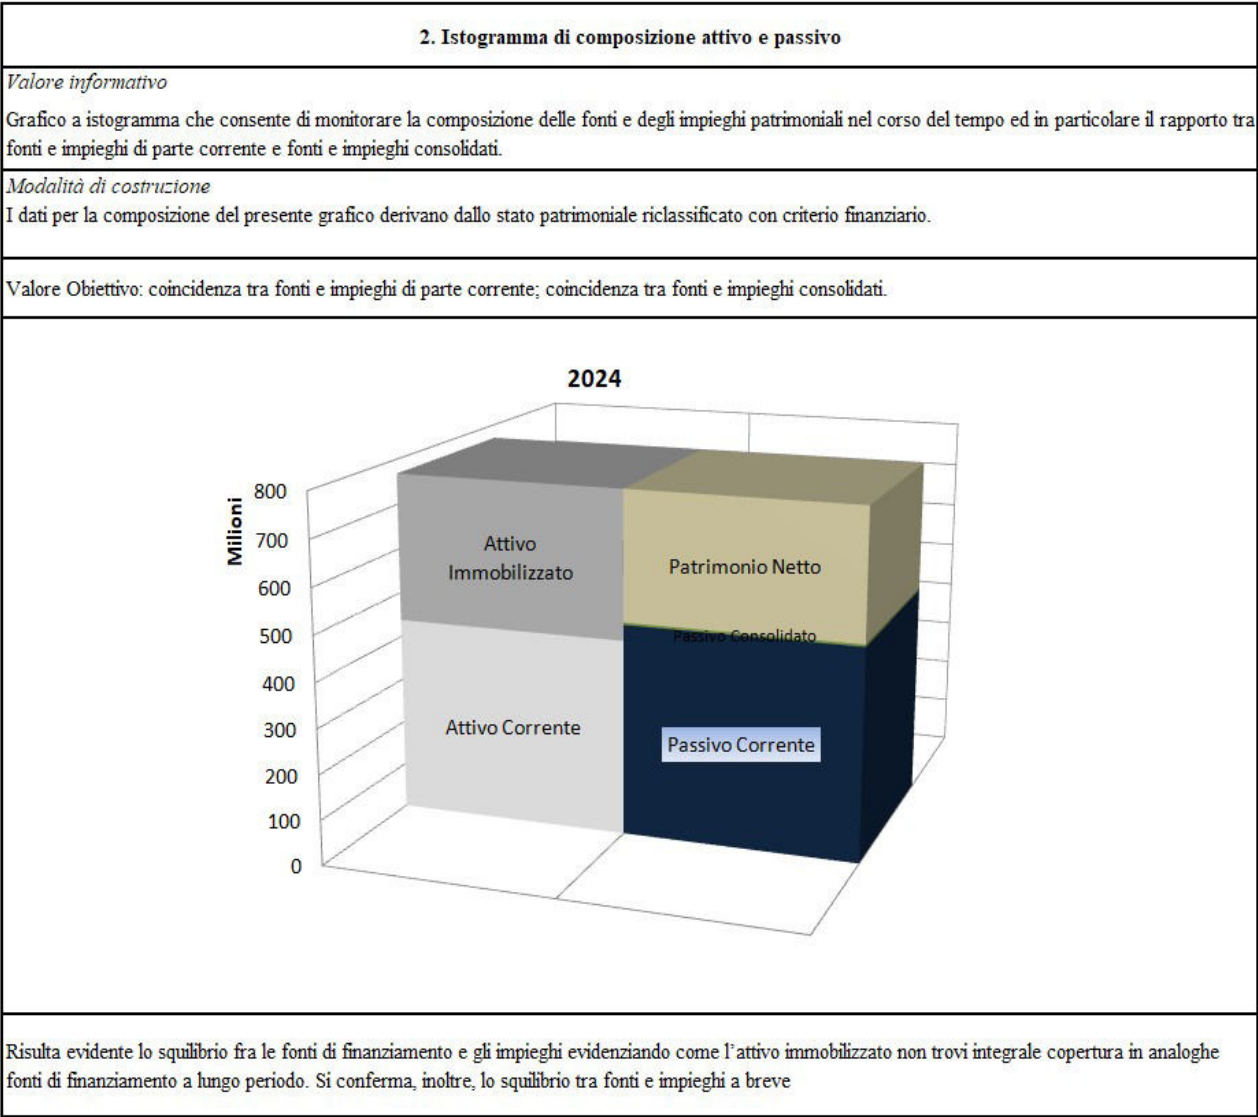 2. Istogramma di composizione attivo e passivo
Valore informativo
Grafico a istogramma che consente di monitorare la composizione delle fonti e degli impieghi patrimoniali nel corso del tempo ed in particolare il rapporto tra
fonti e impieghi di parte corrente e fonti e impieghi consolidati.
Modalità di costruzione
I dati per la composizione del presente grafico derivano dallo stato patrimoniale riclassificato con criterio finanziario.
Valore Obiettivo: coincidenza tra fonti e impieghi di parte corrente; coincidenza tra fonti e impieghi consolidati.
2024
Milioni
800
700
600
500
400
300
200
100
0
Attivo
Immobilizzato
Patrimonio Netto
Passivo Consolidato
Attivo Corrente
Passivo Corrente
Risulta evidente lo squilibrio fra le fonti di finanziamento e gli impieghi evidenziando come l'attivo immobilizzato non trovi integrale copertura in analoghe
fonti di finanziamento a lungo periodo. Si conferma, inoltre, lo squilibrio tra fonti e impieghi a breve